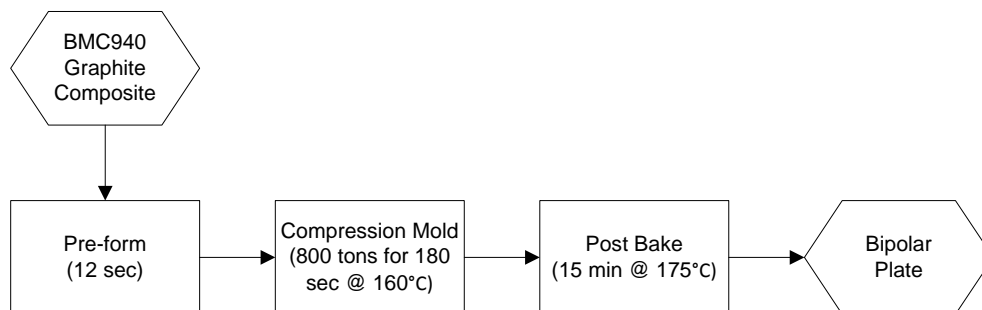 BMC940
Graphite
Composite
Pre-form
(12 sec)
Compression Mold
(800 tons for 180
sec @ 160°C)
Post Bake
(15 min @ 175°C)
Bipolar
Plate